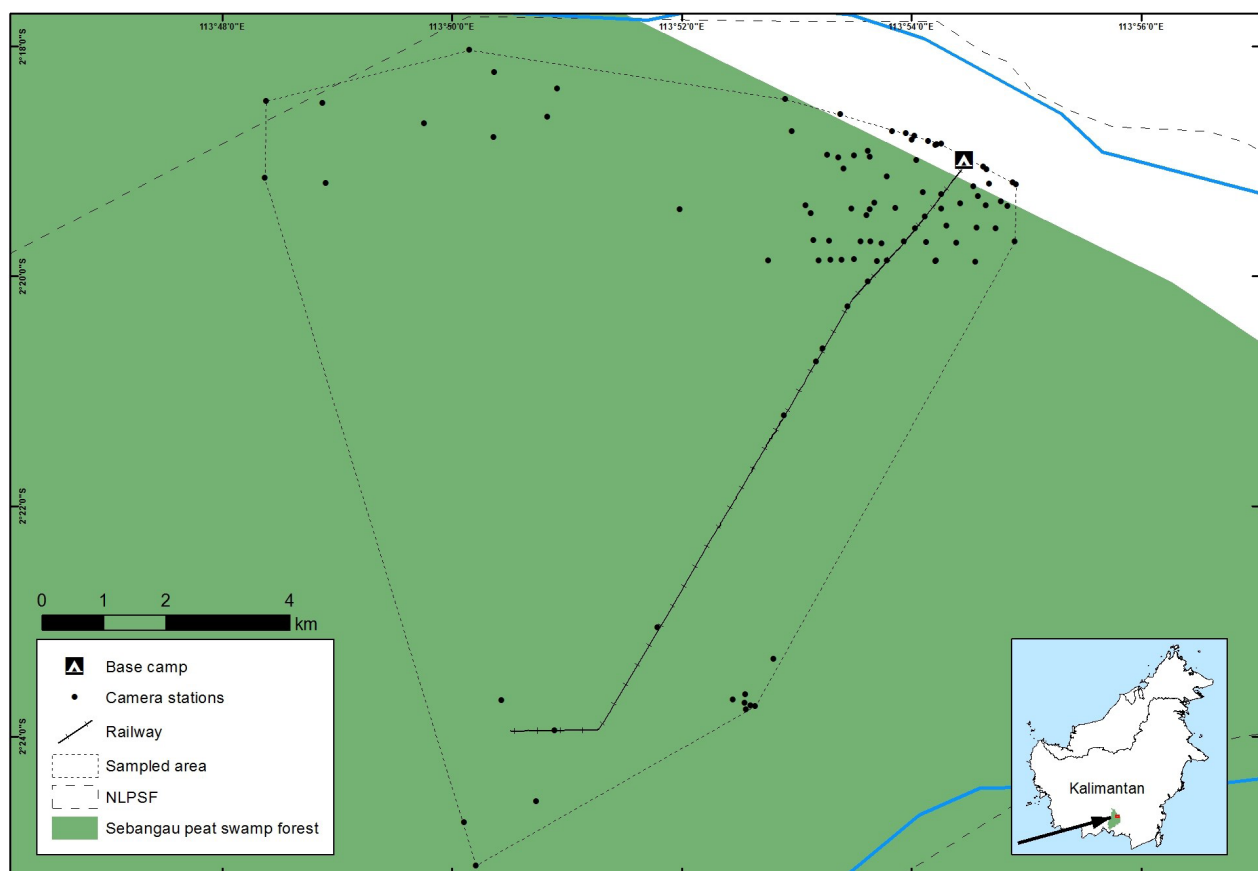 113°48'0"E 113°50'0"E 113°52'0"E 113°54'0"E 113°56'0"E
2°18'0"S
2°20'0"S
2°22'0"S
2°24'0"S
0 1 2 4
km
Base camp
Camera stations
Railway
Sampled area
NLPSF
Sebangau peat swamp forest
Kalimantan